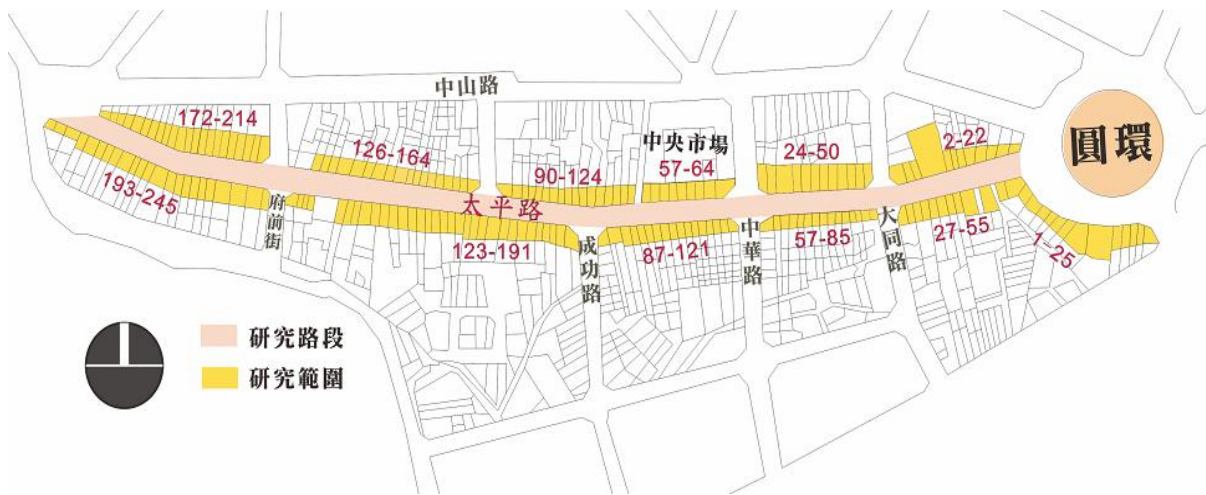 中山路
172-214
126-164
90-124
中央市場
57-64
24-50
2-22
圓環
太平路
193-245
府前街
123-191
成功路
87-121
中華路
57-85
大同路
27-55
1-25
研究路段
研究範圍